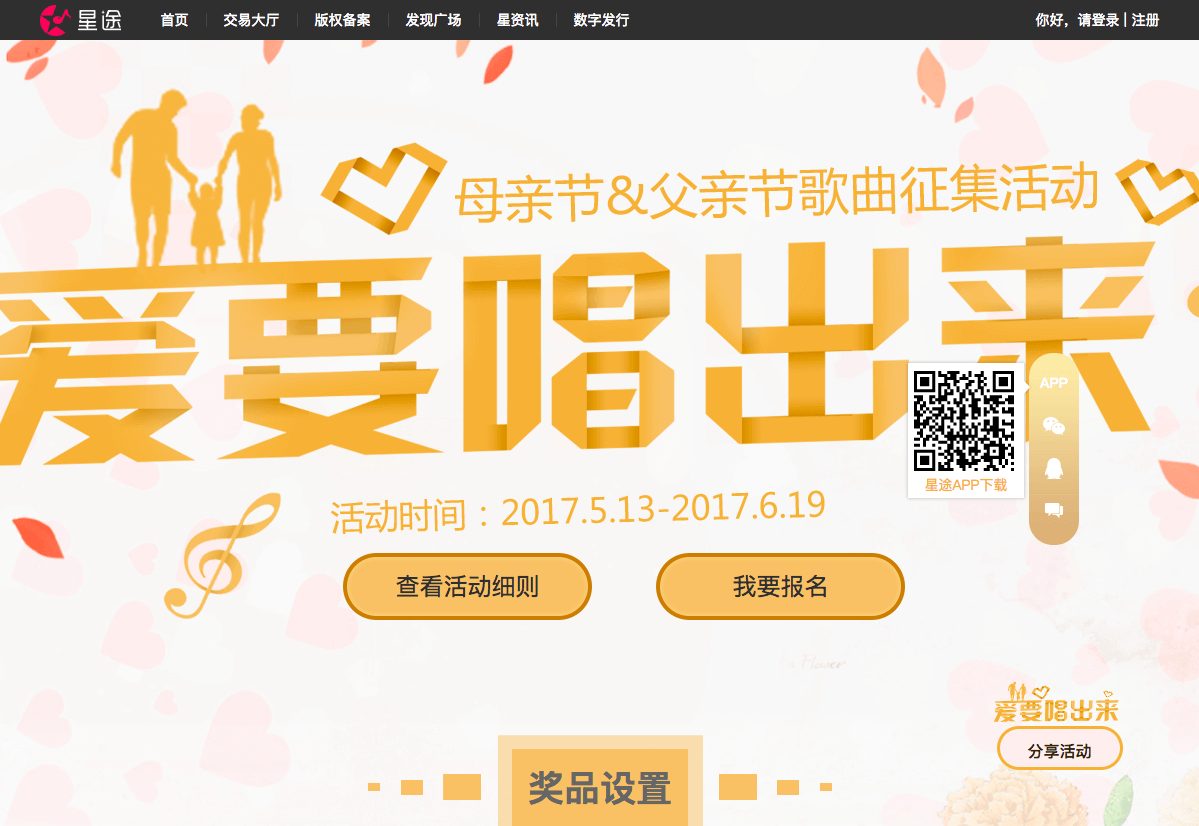 星途 首页 交易大厅 版权备案 发现广场 星资讯 数字发行 你好，请登录 | 注册
母亲节&父亲节歌曲征集活动
爱要唱出来
APP
星途APP下载
活动时间：2017.5.13-2017.6.19
查看活动细则 我要报名
Flower
爱要唱出来
分享活动
奖品设置